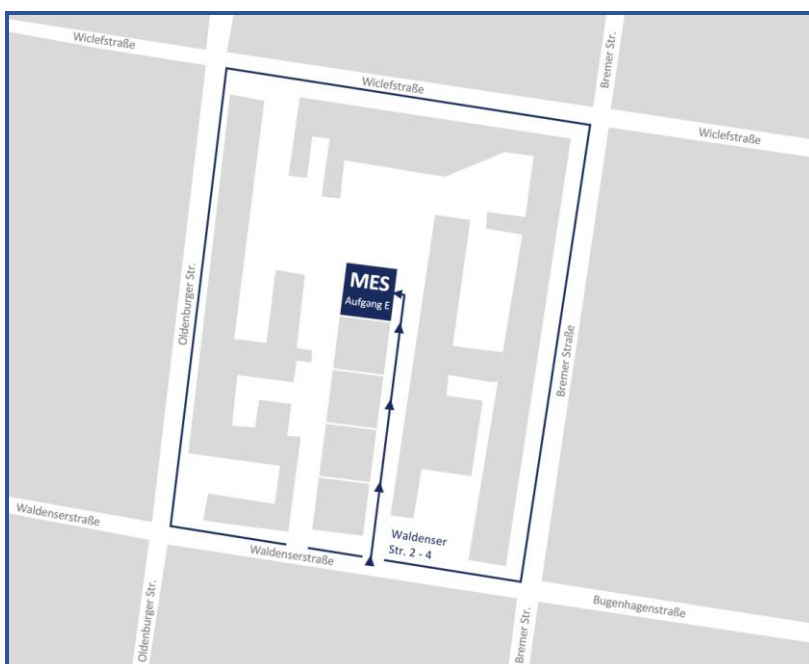 Wiclefstraße
Bremer Str.
Wiclefstraße
Wiclefstraße
Oldenburger Str.
MES
Aufgang E
Bremer Straße
Waldenserstraße
Waldenser
Str. 2 - 4
Waldenserstraße
Oldenburger Str.
Bremer Str.
Bugenhagenstraße